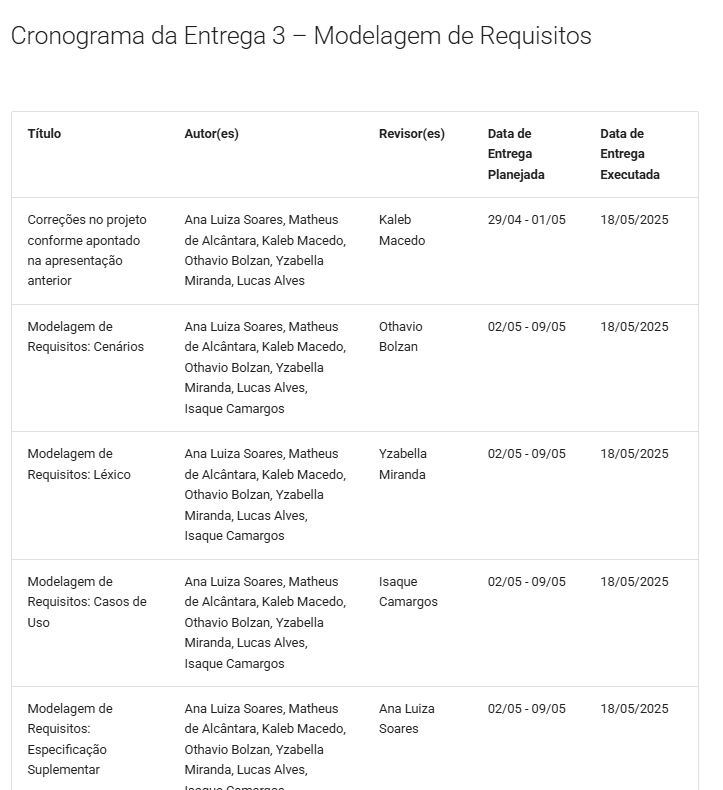 Cronograma da Entrega 3 – Modelagem de Requisitos
Título
Autor(es)
Revisor(es)
Data de
Entrega
Planejada
Data de
Entrega
Executada
Correções no projeto
conforme apontado
na apresentação
anterior
Ana Luiza Soares, Matheus
de Alcântara, Kaleb Macedo,
Othavio Bolzan, Yzabella
Miranda, Lucas Alves
Kaleb
Macedo
29/04 - 01/05
18/05/2025
Modelagem de
Requisitos: Cenários
Ana Luiza Soares, Matheus
de Alcântara, Kaleb Macedo,
Othavio Bolzan, Yzabella
Miranda, Lucas Alves,
Isaque Camargos
Othavio
Bolzan
02/05 - 09/05
18/05/2025
Modelagem de
Requisitos: Léxico
Ana Luiza Soares, Matheus
de Alcântara, Kaleb Macedo,
Othavio Bolzan, Yzabella
Miranda, Lucas Alves,
Isaque Camargos
Yzabella
Miranda
02/05 - 09/05
18/05/2025
Modelagem de
Requisitos: Casos de
Uso
Ana Luiza Soares, Matheus
de Alcântara, Kaleb Macedo,
Othavio Bolzan, Yzabella
Miranda, Lucas Alves,
Isaque Camargos
Isaque
Camargos
02/05 - 09/05
18/05/2025
Modelagem de
Requisitos:
Especificação
Suplementar
Ana Luiza Soares, Matheus
de Alcântara, Kaleb Macedo,
Othavio Bolzan, Yzabella
Miranda, Lucas Alves,
Isaque Camargos
Ana Luiza
Soares
02/05 - 09/05
18/05/2025